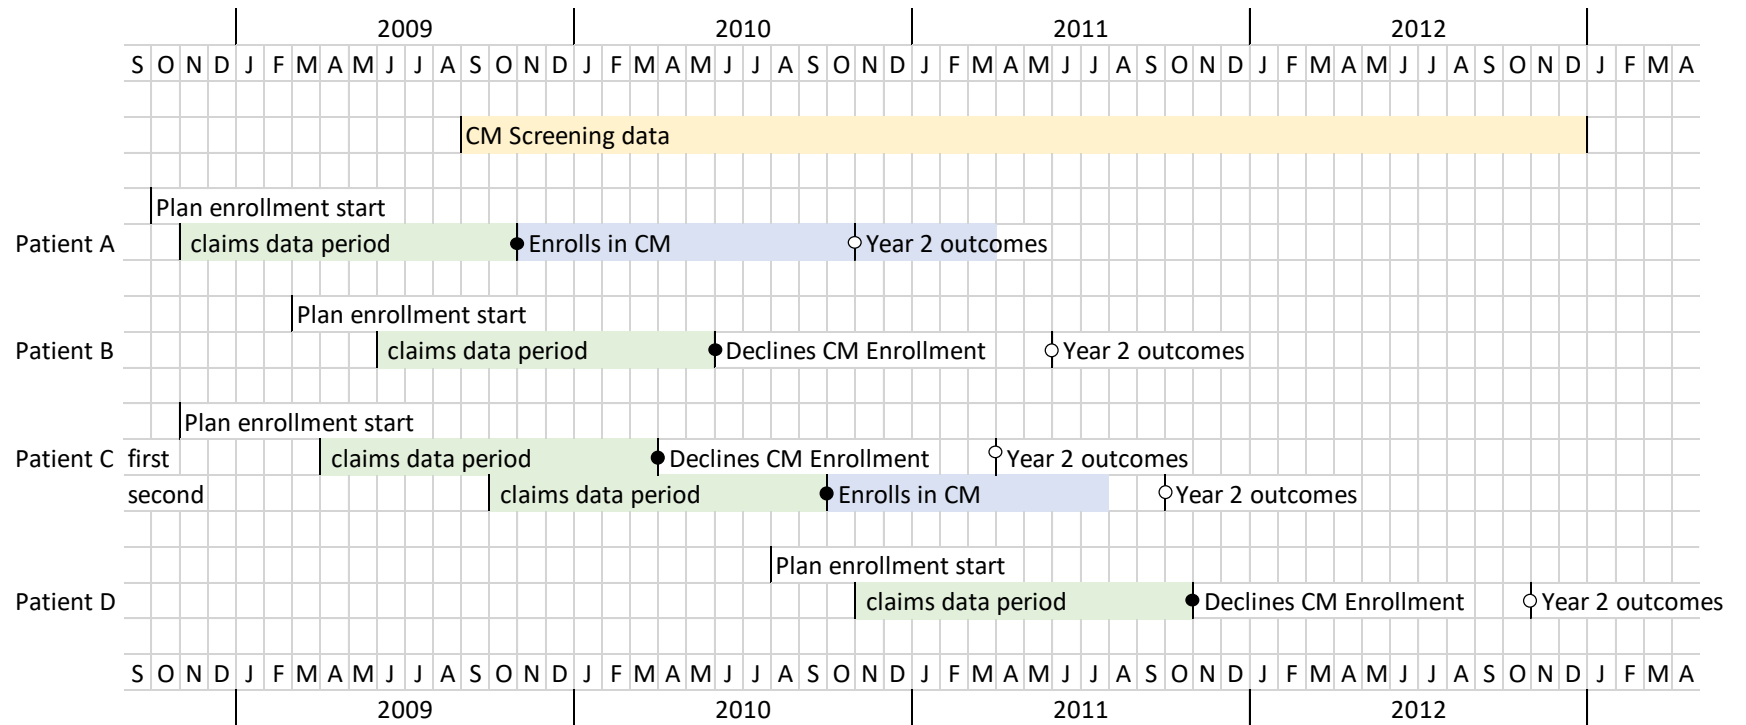 2009 2010 2011 2012
S O N D J F M A M J J A S O N D J F M A M J J A S O N D J F M A M J J A S O N D J F M A M J J A S O N D J F M A
CM Screening data
Plan enrollment start
Patient A claims data period Enrolls in CM Year 2 outcomes
Plan enrollment start
Patient B claims data period Declines CM Enrollment Year 2 outcomes
Plan enrollment start
Patient C first claims data period Declines CM Enrollment Year 2 outcomes
second claims data period Enrolls in CM Year 2 outcomes
Plan enrollment start
Patient D claims data period Declines CM Enrollment Year 2 outcomes
S O N D J F M A M J J A S O N D J F M A M J J A S O N D J F M A M J J A S O N D J F M A M J J A S O N D J F M A
2009 2010 2011 2012